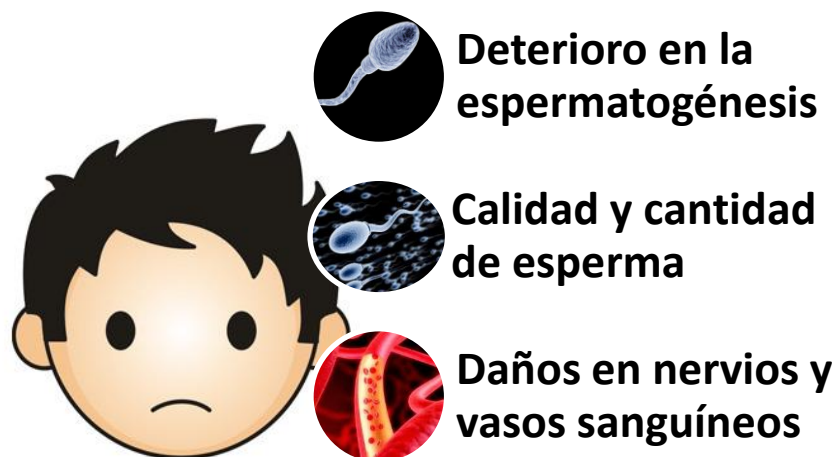 Deterioro en la
espermatogénesis
Calidad y cantidad
de esperma
Daños en nervios y
vasos sanguíneos